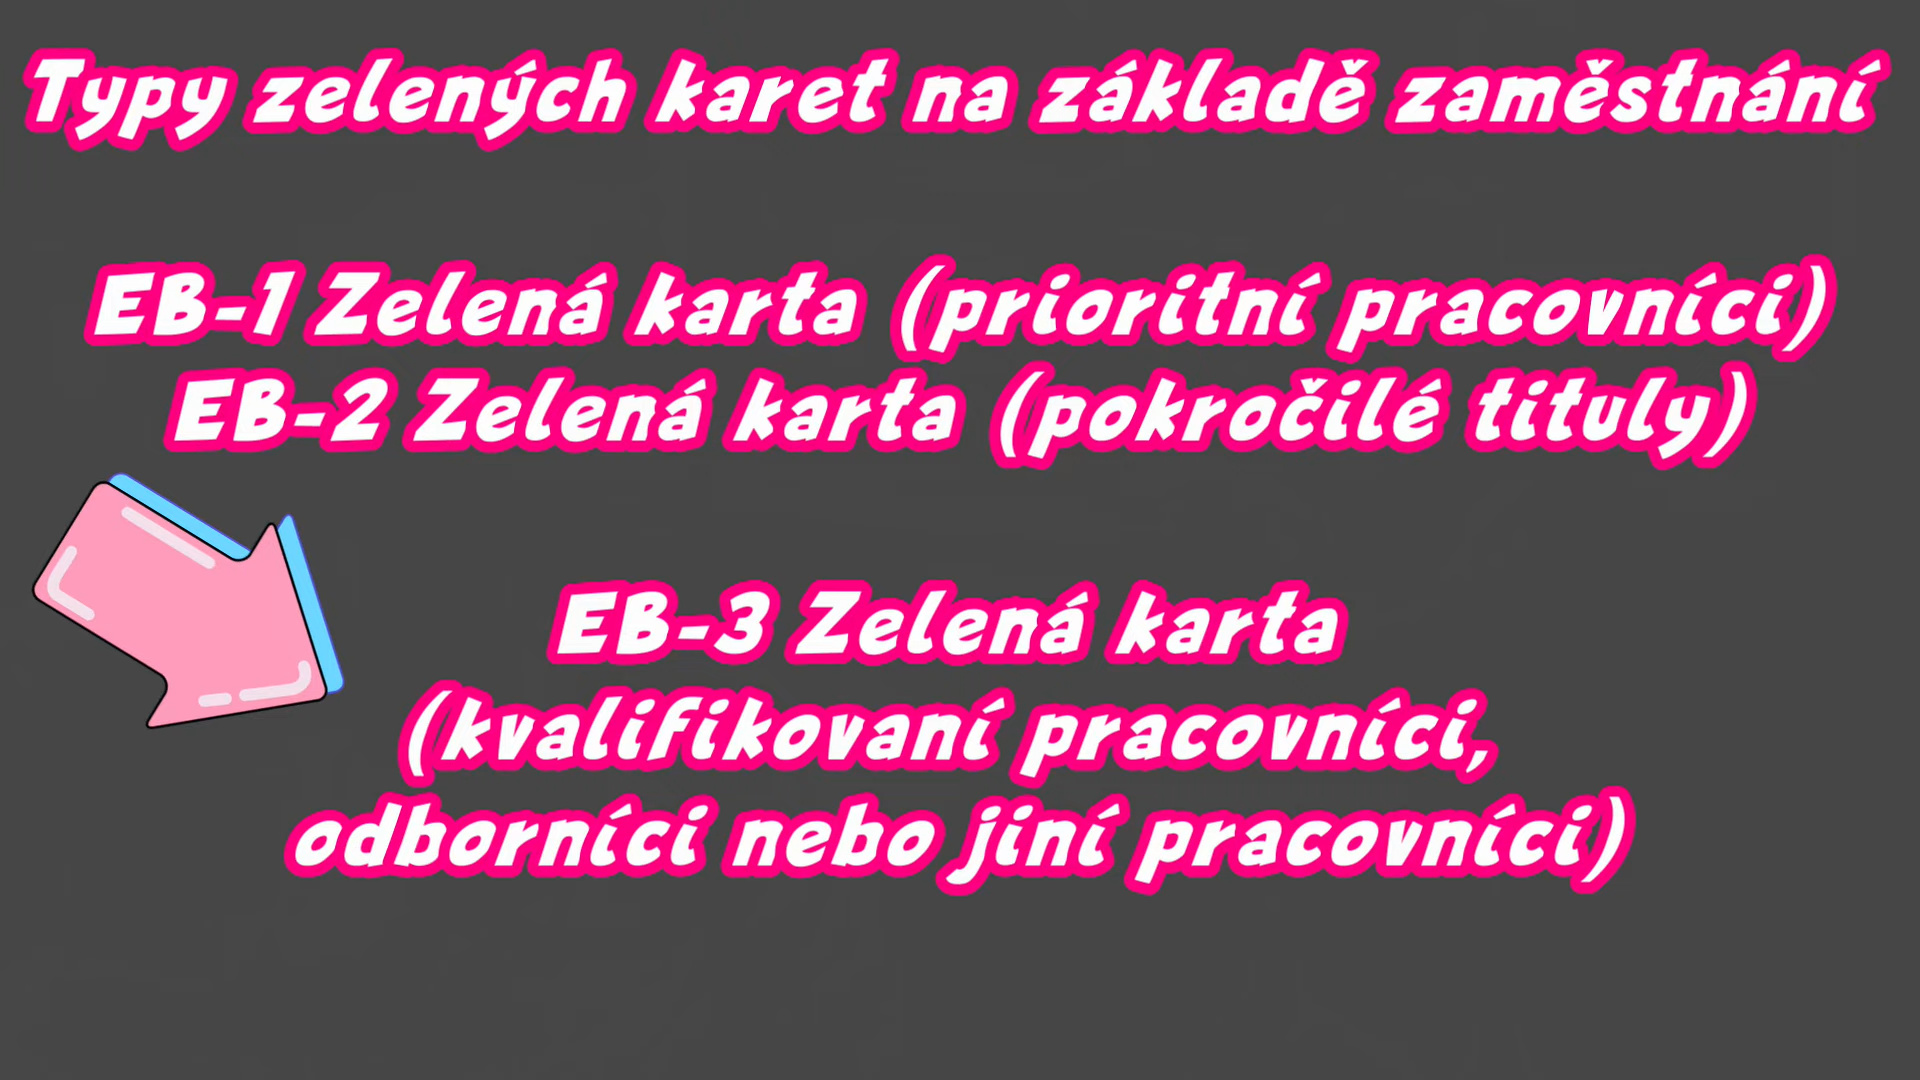 Typy zelených karet na základě zaměstnání
EB-1 Zelená karta (prioritní pracovníci)
EB-2 Zelená karta (pokročilé tituly)
EB-3 Zelená karta
(kvalifikovaní pracovníci,
odborníci nebo jiní pracovníci)